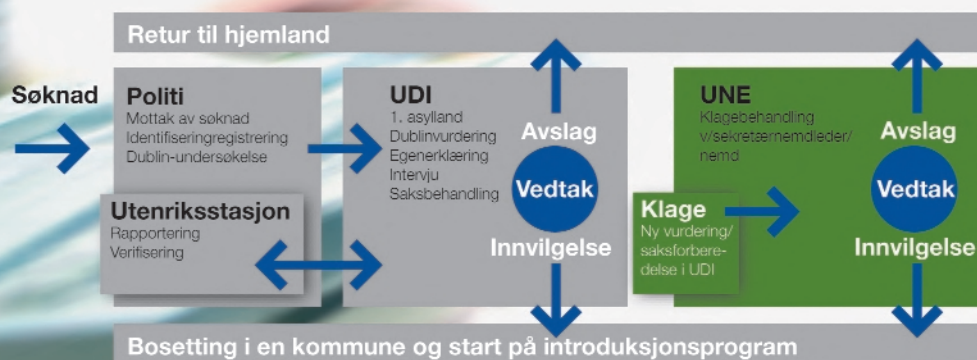 Retur til hjemland
Søknad
Politi
Mottak av søknad
Identifiseringregistrering
Dublin-undersøkelse
Utenriksstasjon
Rapportering
Verifisering
UDI
1. asylland
Dublinvurdering
Egenerklæring
Intervju
Saksbehandling
Avslag
Vedtak
Innvilgelse
Klage
Ny vurdering/
saksforbere-
delse i UDI
UNE
Klagebehandling
v/sekretærnemdleder/
nemd
Avslag
Vedtak
Innvilgelse
Bosetting i en kommune og start på introduksjonsprogram